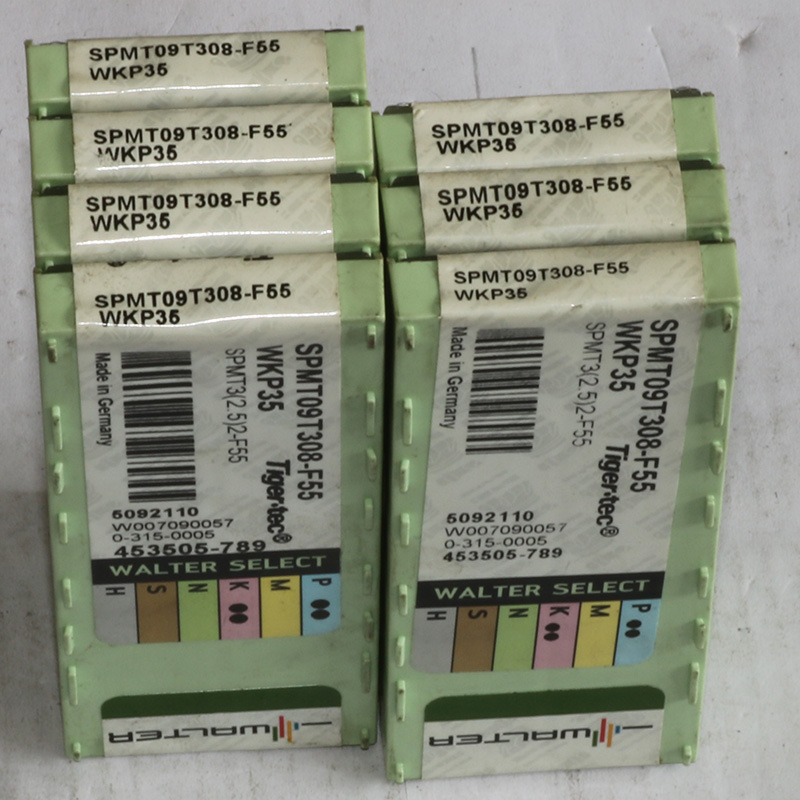 SPMT09T308-F55
WKP35
SPMT09T308-F55
WKP35
SPMT09T308-F55
WKP35
SPMT09T308-F55
WKP35
SPMT09T308-F55
WKP35
SPMT3(2.5)2-F55
Tiger·tec®
Made in Germany
5092110
W007090057
0-315-0005
453505-789
WALTER SELECT
H S N K M P
WALTER
SPMT09T308-F55
WKP35
SPMT09T308-F55
WKP35
SPMT09T308-F55
WKP35
SPMT09T308-F55
WKP35
SPMT3(2.5)2-F55
Tiger·tec®
Made in Germany
5092110
W007090057
0-315-0005
453505-789
WALTER SELECT
H S N K M P
WALTER